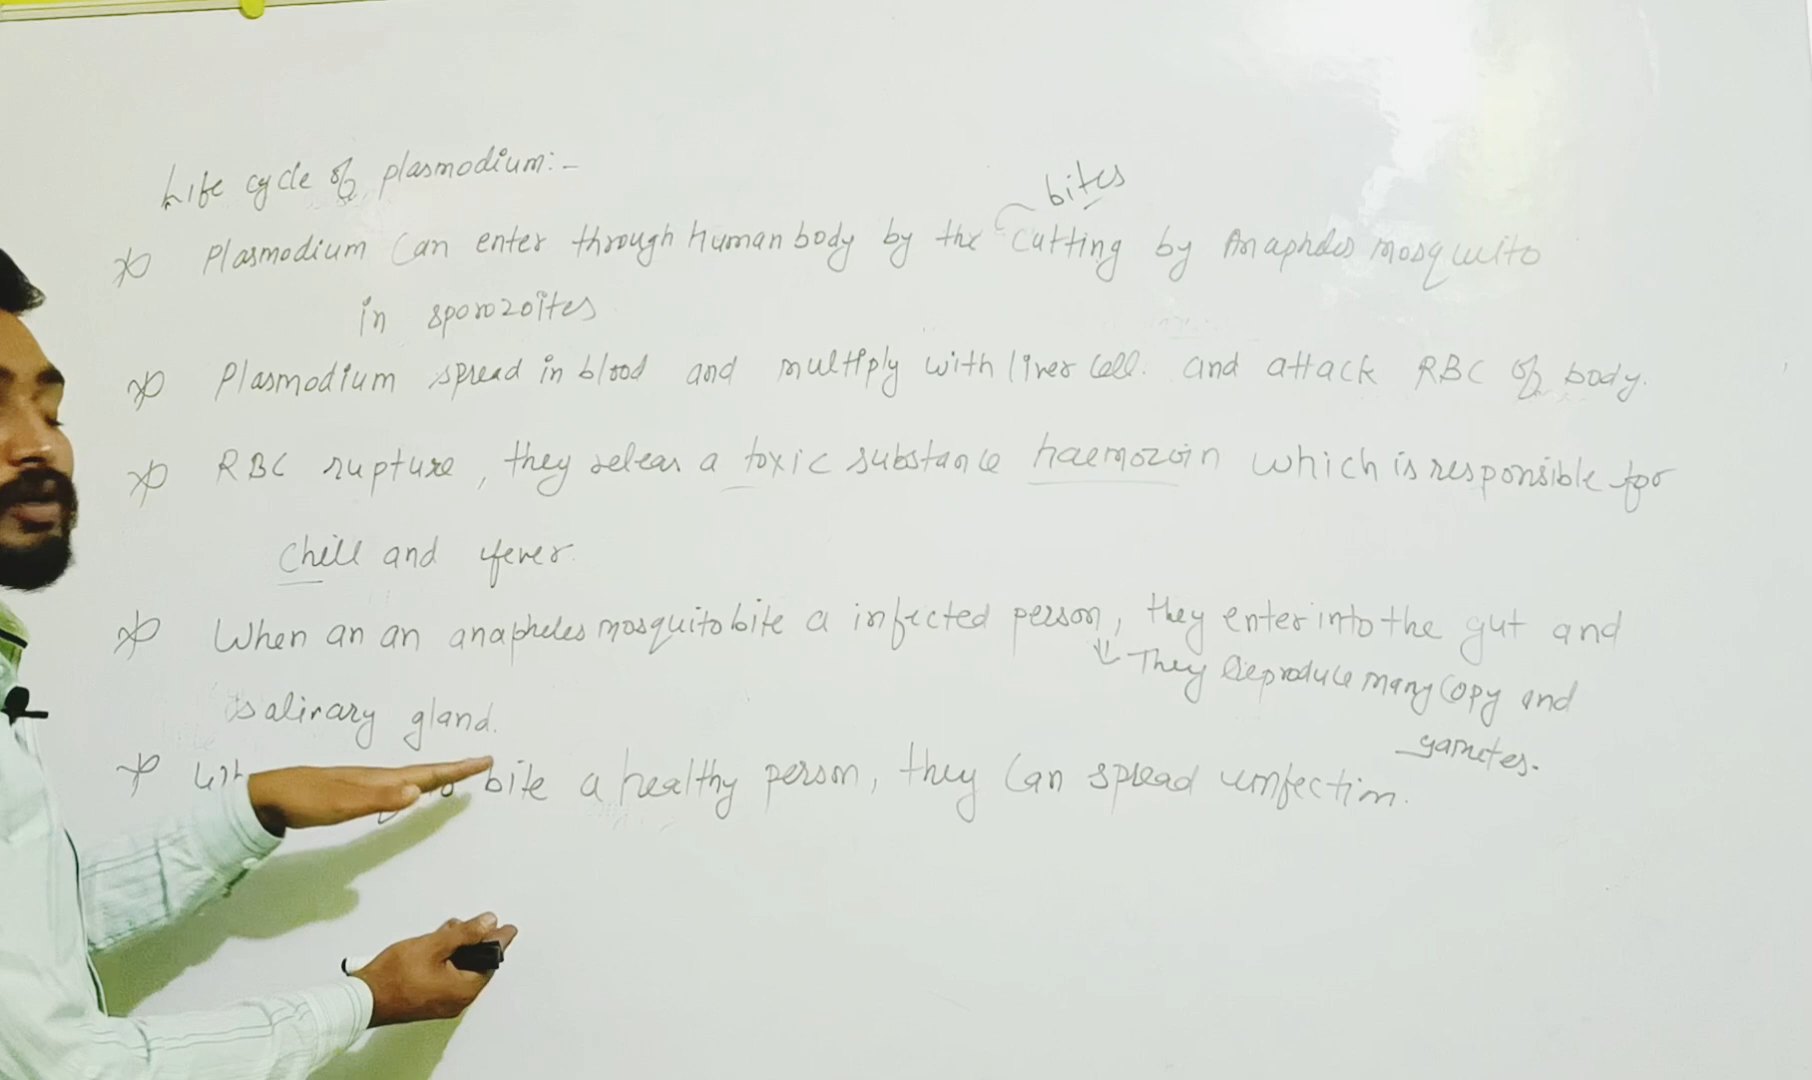 Life cycle of plasmodium:-
bites
* Plasmodium can enter through human body by the cutting by Anapheles mosquito
in sporozoites
* Plasmodium spread in blood and multiply with liver cell. and attack RBC of body.
* RBC rupture, they releas a toxic substance haemozoin which is responsible for
chill and fever.
* When an an anapheles mosquito bite a infected person, they enter into the gut and
They Reproduce many copy and
salivary gland.
gametes.
* bite a healthy person, they can spread infection.